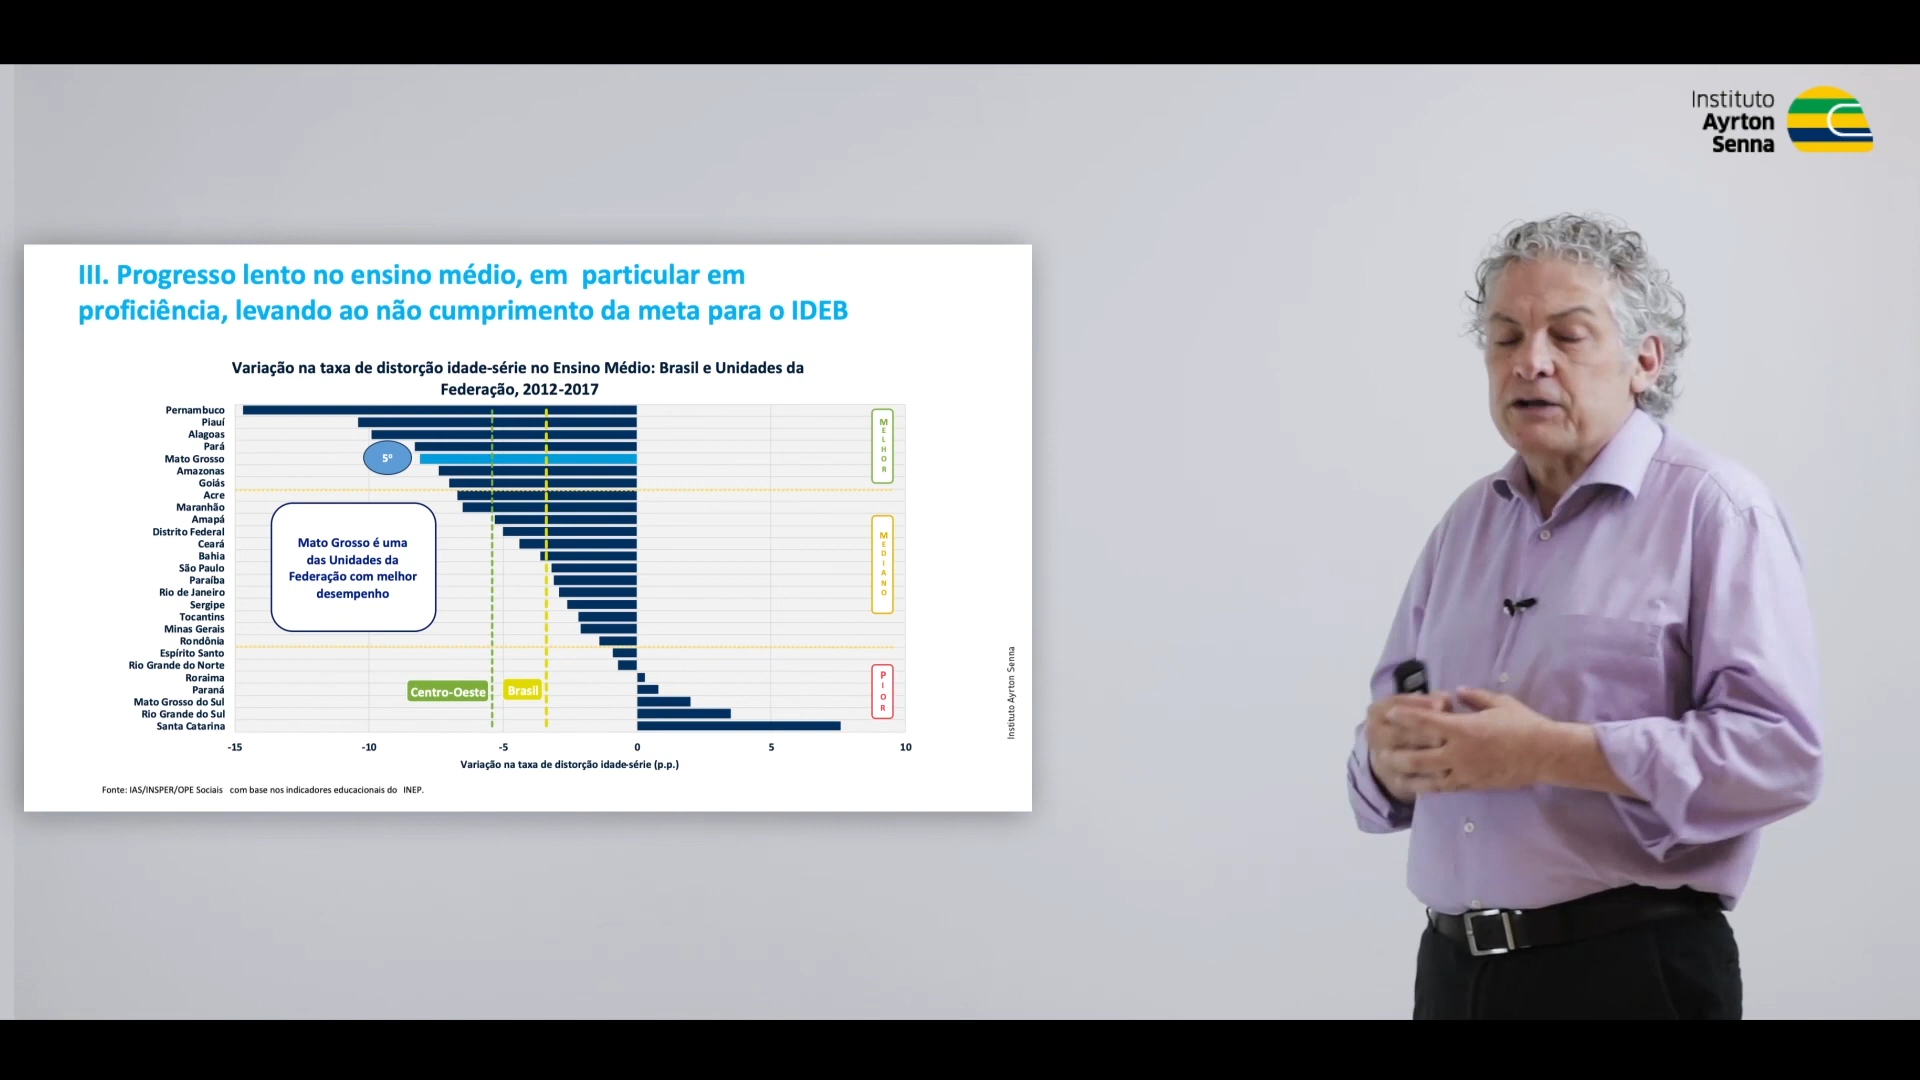 Instituto
Ayrton
Senna
III. Progresso lento no ensino médio, em particular em
proficiência, levando ao não cumprimento da meta para o IDEB
Variação na taxa de distorção idade-série no Ensino Médio: Brasil e Unidades da
Federação, 2012-2017
Pernambuco
Piauí
Alagoas
Pará
Mato Grosso
Amazonas
Goiás
Acre
Maranhão
Amapá
Distrito Federal
Ceará
Bahia
São Paulo
Paraíba
Rio de Janeiro
Sergipe
Tocantins
Minas Gerais
Rondônia
Espírito Santo
Rio Grande do Norte
Roraima
Paraná
Mato Grosso do Sul
Rio Grande do Sul
Santa Catarina
5º
Mato Grosso é uma
das Unidades da
Federação com melhor
desempenho
Centro-Oeste
Brasil
MELHOR
MEDIANO
PIOR
-15 -10 -5 0 5 10
Variação na taxa de distorção idade-série (p.p.)
Fonte: IAS/INSPER/OPE Sociais com base nos indicadores educacionais do INEP.
Instituto Ayrton Senna